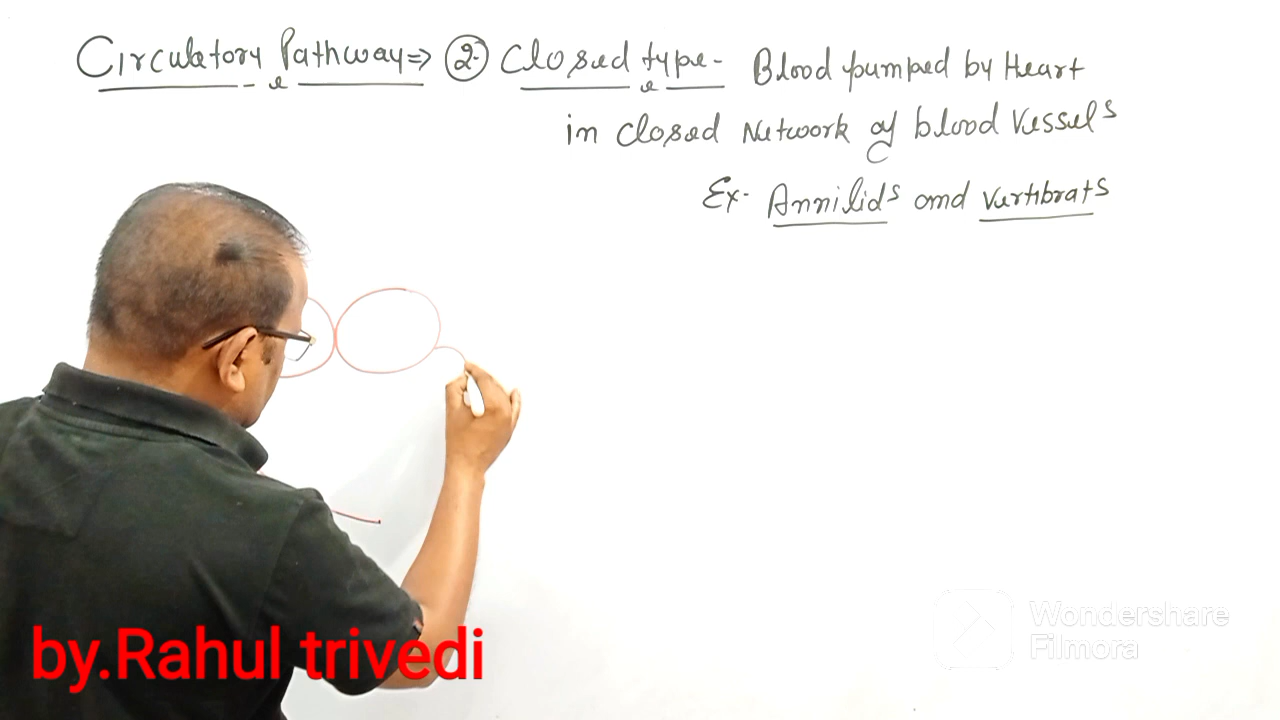 Circulatory Pathway⇒ ② Closed type- Blood pumped by Heart
in closed Network of blood vessels
Ex- Annilids and Vertibrats
by.Rahul trivedi
Wondershare
Filmora